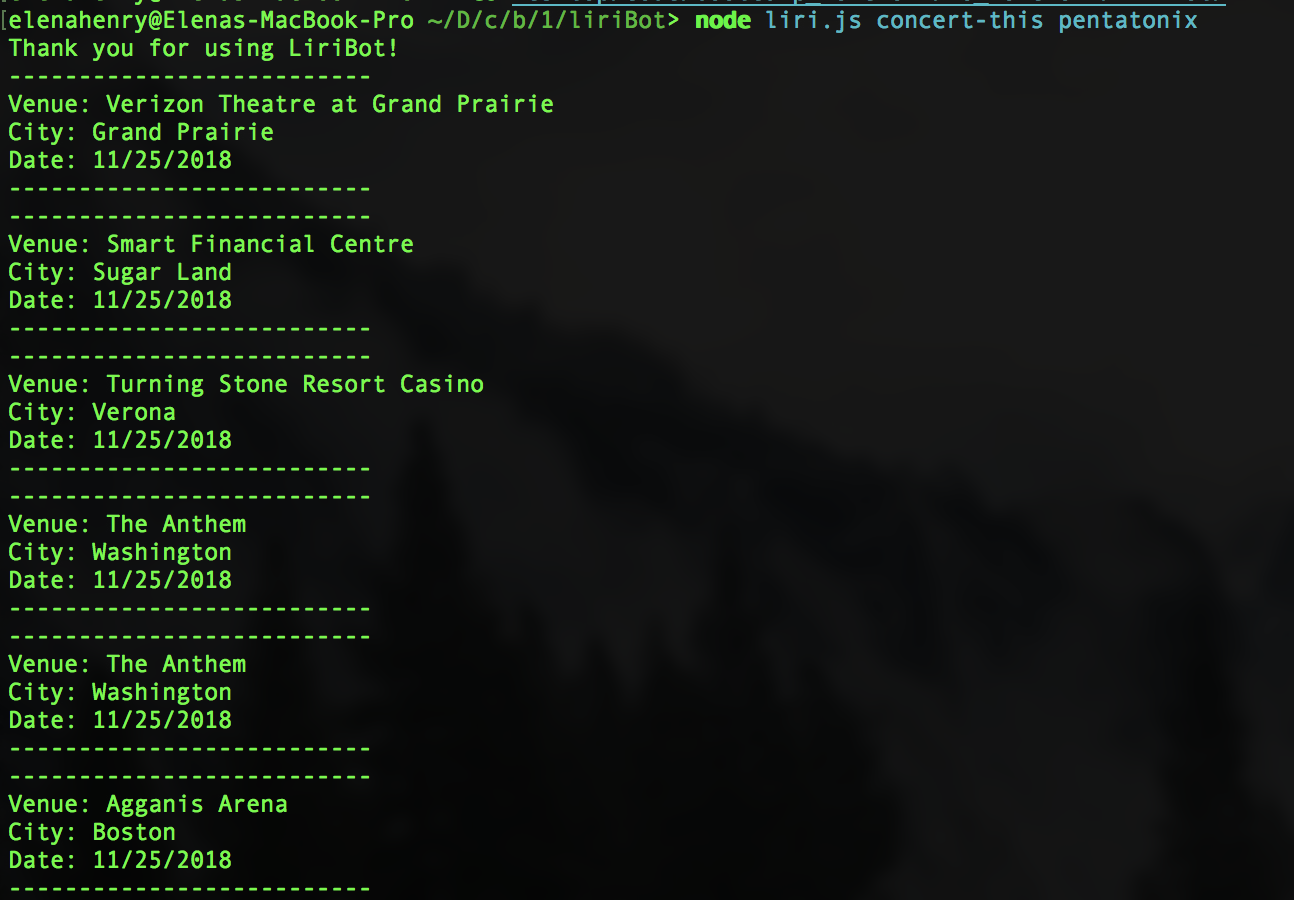 elenahenry@Elenas-MacBook-Pro ~/D/c/b/1/liriBot> node liri.js concert-this pentatonix
Thank you for using LiriBot!
--------------------------
Venue: Verizon Theatre at Grand Prairie
City: Grand Prairie
Date: 11/25/2018
--------------------------
--------------------------
Venue: Smart Financial Centre
City: Sugar Land
Date: 11/25/2018
--------------------------
--------------------------
Venue: Turning Stone Resort Casino
City: Verona
Date: 11/25/2018
--------------------------
--------------------------
Venue: The Anthem
City: Washington
Date: 11/25/2018
--------------------------
--------------------------
Venue: The Anthem
City: Washington
Date: 11/25/2018
--------------------------
--------------------------
Venue: Agganis Arena
City: Boston
Date: 11/25/2018
--------------------------